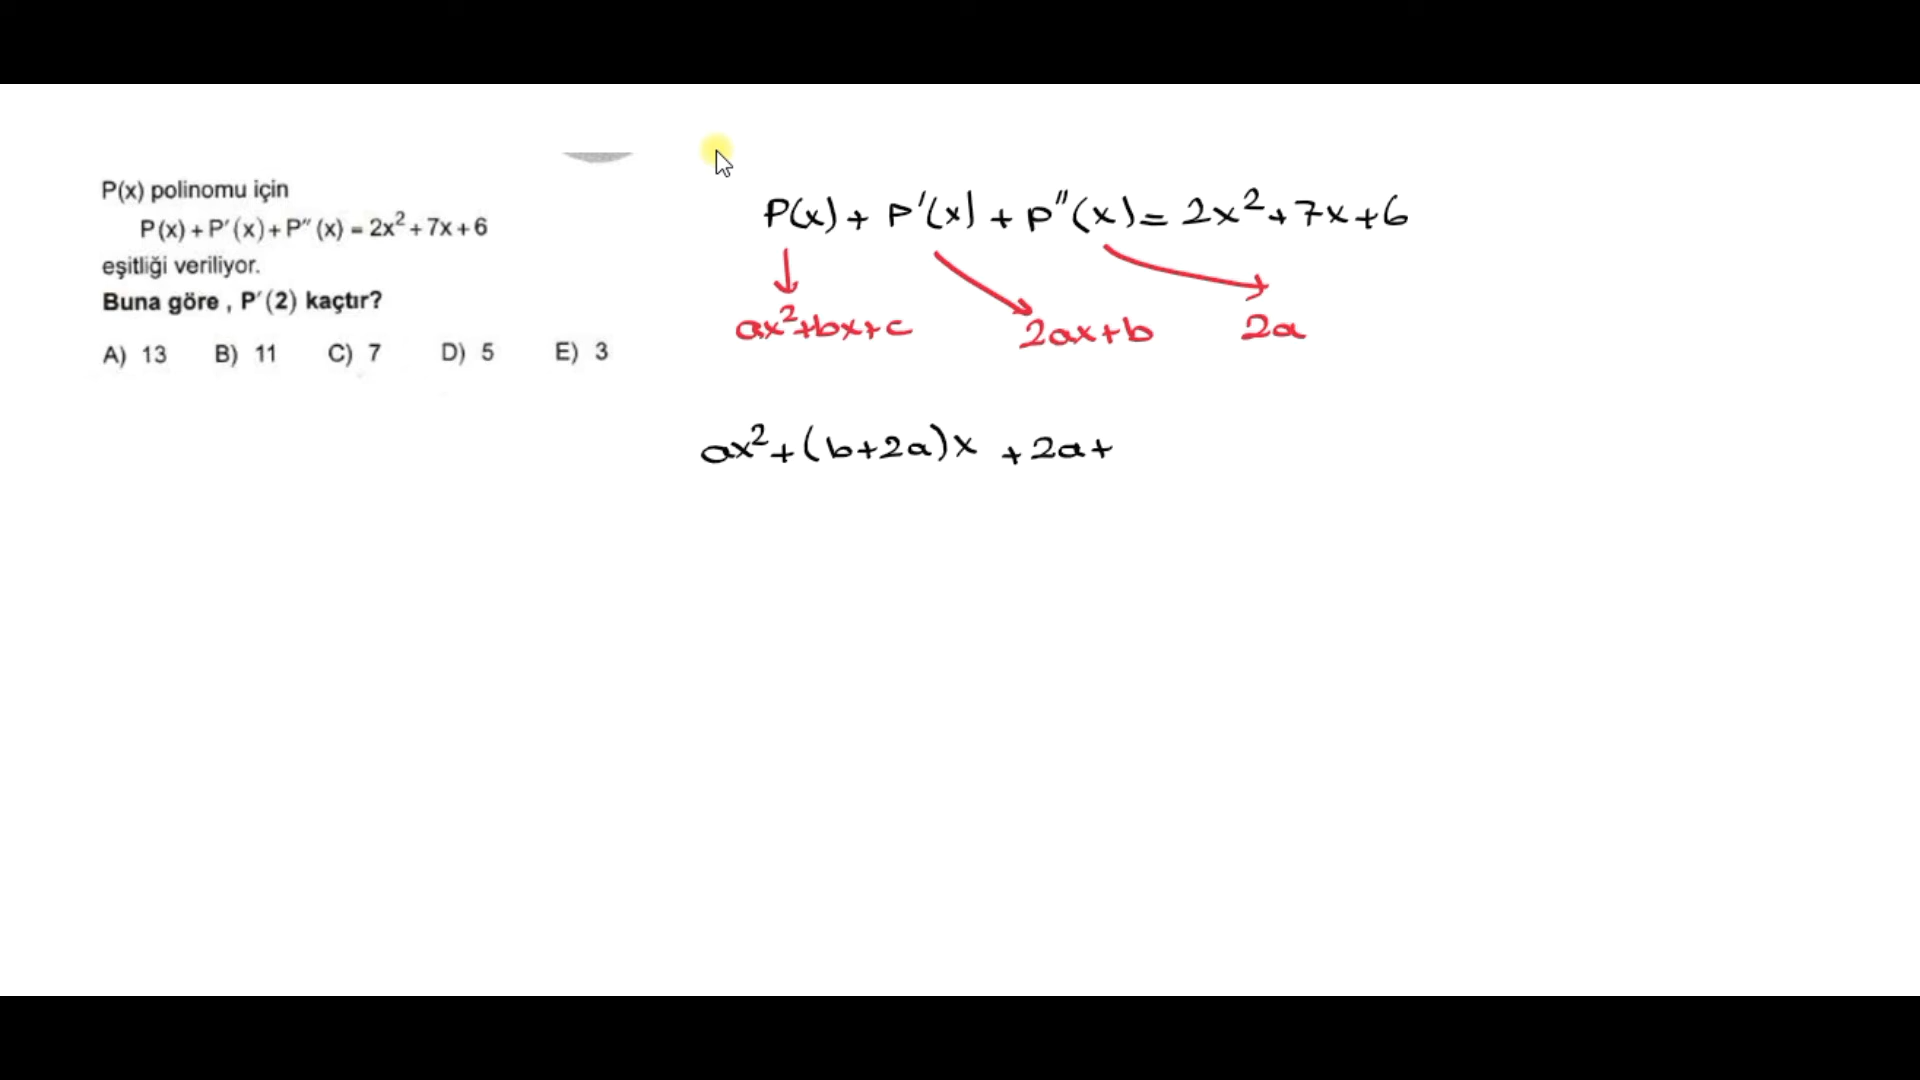 P(x) polinomu için
P(x) + P′(x) + P″(x) = 2x² + 7x + 6
eşitliği veriliyor.
Buna göre , P′(2) kaçtır?
A) 13 B) 11 C) 7 D) 5 E) 3
P(x) + P′(x) + P″(x) = 2x² + 7x + 6
ax²+bx+c 2ax+b 2a
ax² + (b+2a)x + 2a +